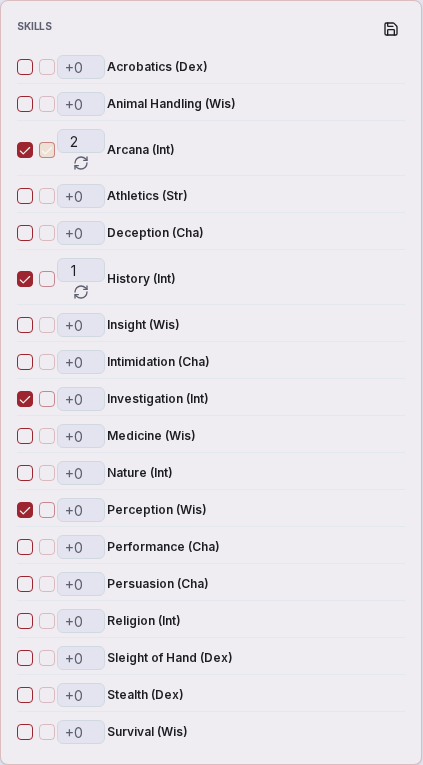 SKILLS
+0 Acrobatics (Dex)
+0 Animal Handling (Wis)
2 Arcana (Int)
+0 Athletics (Str)
+0 Deception (Cha)
1 History (Int)
+0 Insight (Wis)
+0 Intimidation (Cha)
+0 Investigation (Int)
+0 Medicine (Wis)
+0 Nature (Int)
+0 Perception (Wis)
+0 Performance (Cha)
+0 Persuasion (Cha)
+0 Religion (Int)
+0 Sleight of Hand (Dex)
+0 Stealth (Dex)
+0 Survival (Wis)